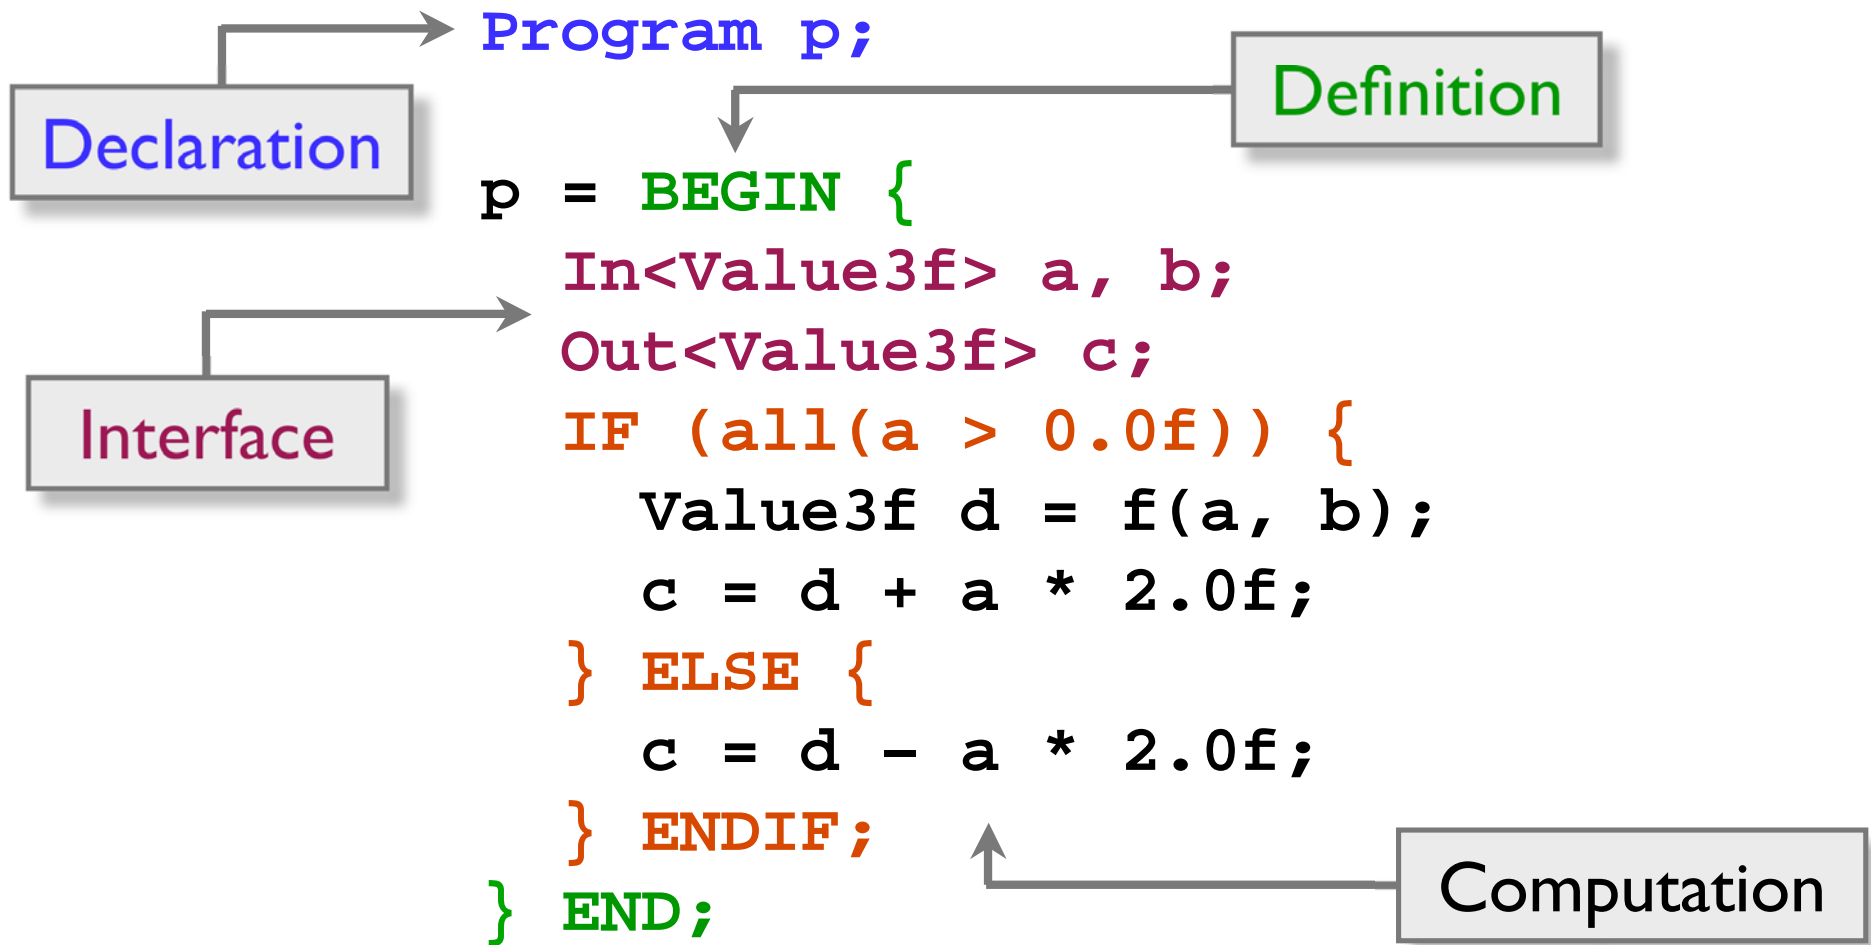 Program p;
Declaration
Definition
p = BEGIN {
In<Value3f> a, b;
Out<Value3f> c;
Interface
IF (all(a > 0.0f)) {
Value3f d = f(a, b);
c = d + a * 2.0f;
} ELSE {
c = d - a * 2.0f;
} ENDIF;
Computation
} END;